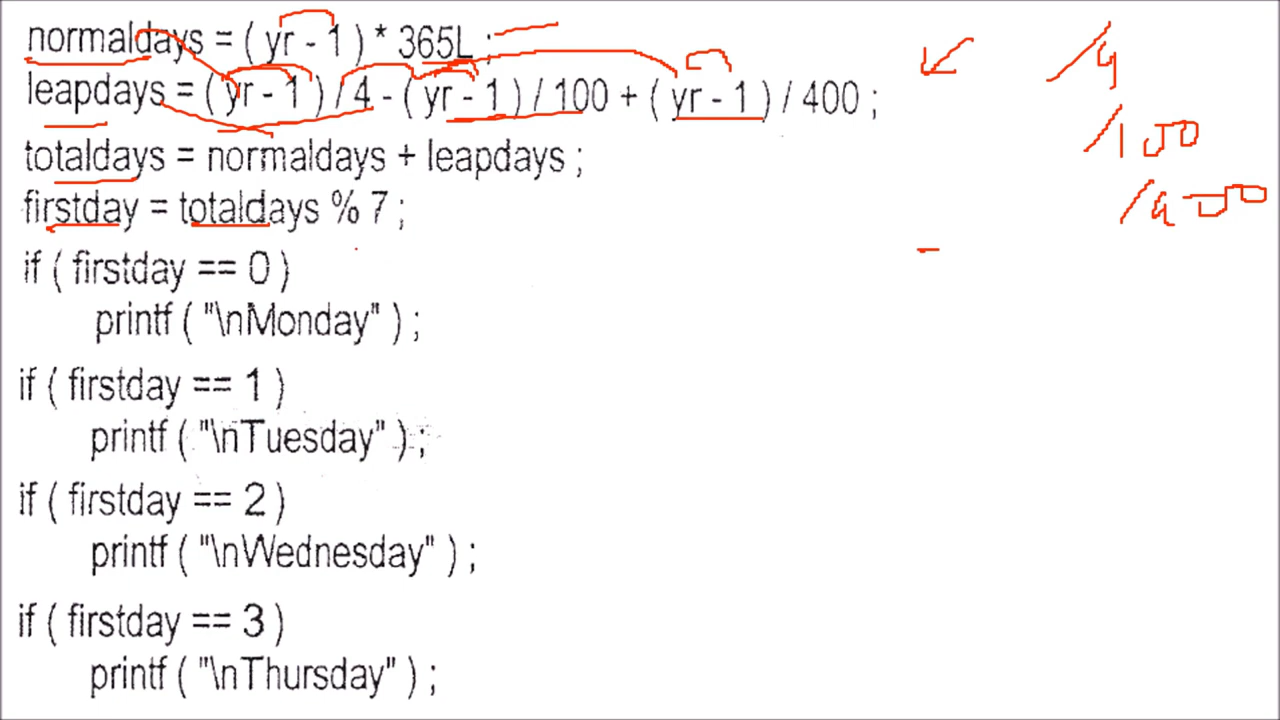 normaldays = ( yr - 1 ) * 365L ;
leapdays = ( yr - 1 ) / 4 - ( yr - 1 ) / 100 + ( yr - 1 ) / 400 ;
totaldays = normaldays + leapdays ;
firstday = totaldays % 7 ;
if ( firstday == 0 )
printf ( "\nMonday" ) ;
if ( firstday == 1 )
printf ( "\nTuesday" ) ;
if ( firstday == 2 )
printf ( "\nWednesday" ) ;
if ( firstday == 3 )
printf ( "\nThursday" ) ;
/4
/100
/400